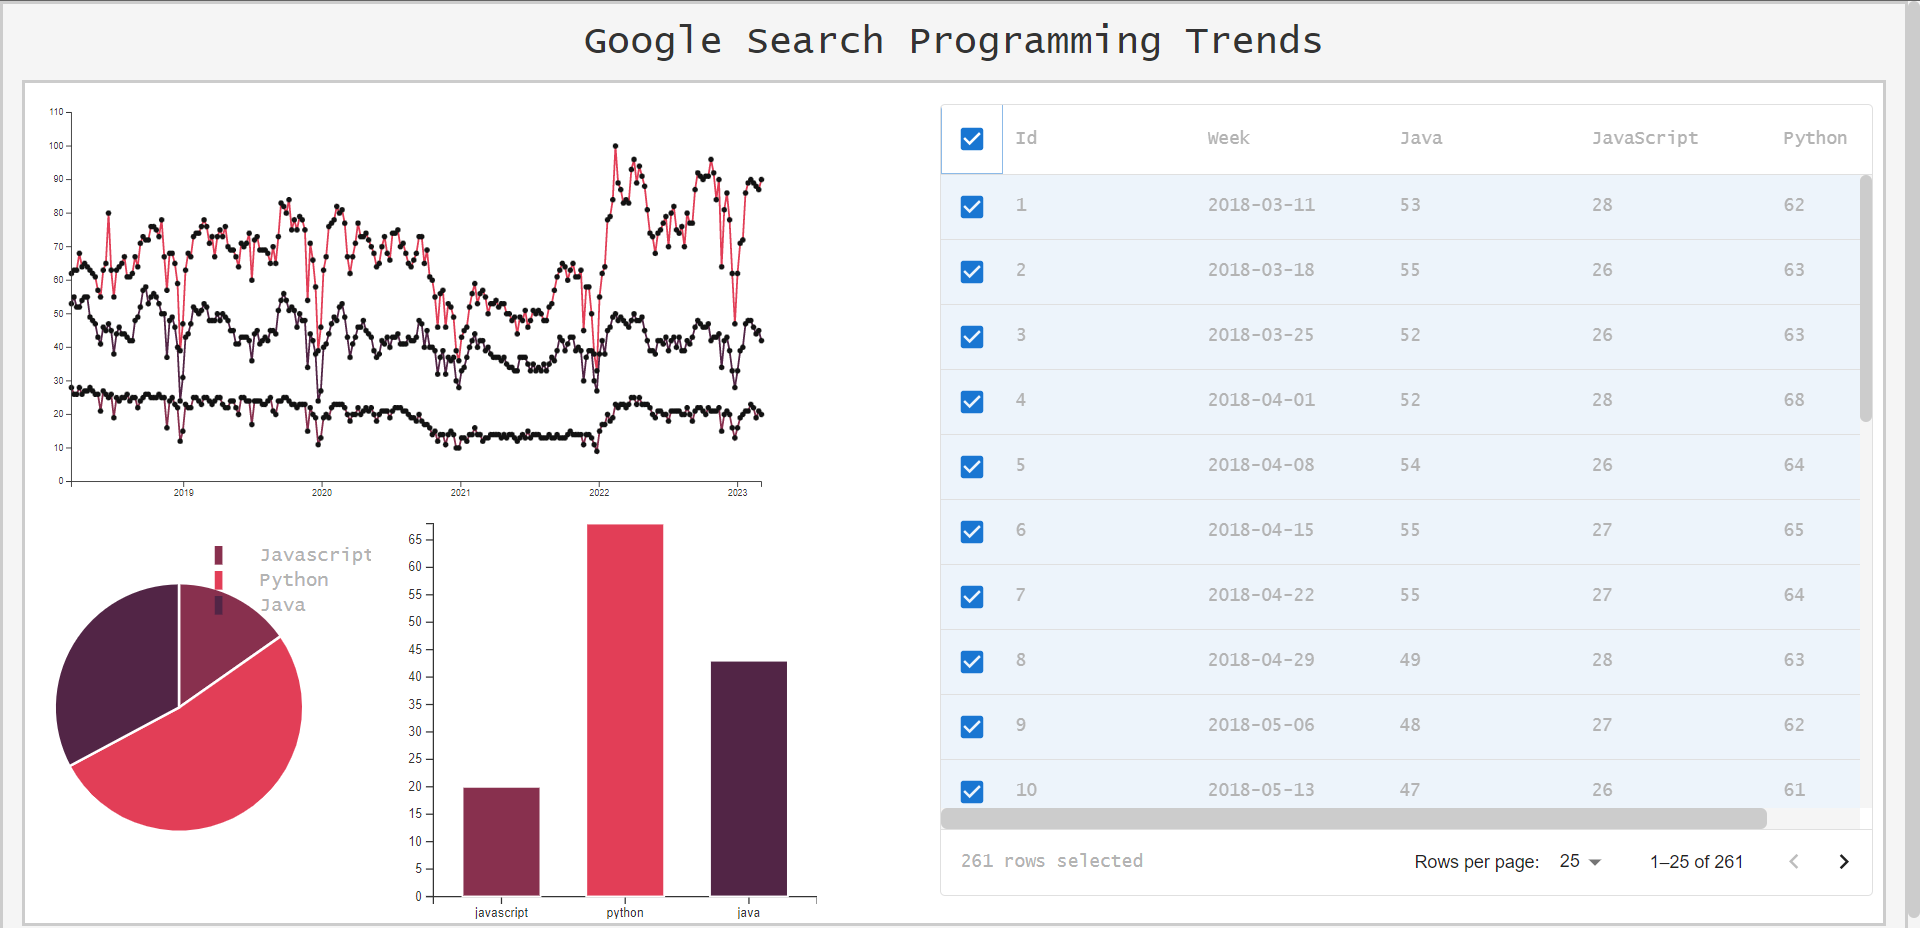 Google Search Programming Trends
110
100
90
80
70
60
50
40
30
20
10
0
2019 2020 2021 2022 2023
Javascript
Python
Java
65
60
55
50
45
40
35
30
25
20
15
10
5
0
javascript python java
Id Week Java JavaScript Python
1 2018-03-11 53 28 62
2 2018-03-18 55 26 63
3 2018-03-25 52 26 63
4 2018-04-01 52 28 68
5 2018-04-08 54 26 64
6 2018-04-15 55 27 65
7 2018-04-22 55 27 64
8 2018-04-29 49 28 63
9 2018-05-06 48 27 62
10 2018-05-13 47 26 61
261 rows selected Rows per page: 25 1–25 of 261